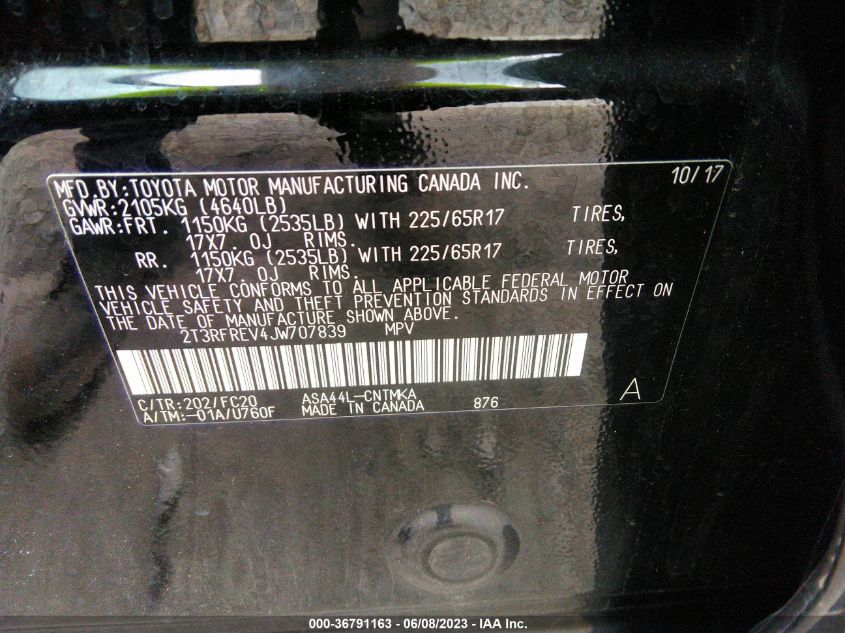 MFD.BY:TOYOTA MOTOR MANUFACTURING CANADA INC. 10/17
GVWR:2105KG (4640LB)
GAWR:FRT. 1150KG (2535LB) WITH 225/65R17 TIRES,
17X7.0J RIMS.
RR. 1150KG (2535LB) WITH 225/65R17 TIRES,
17X7.0J RIMS.
THIS VEHICLE CONFORMS TO ALL APPLICABLE FEDERAL MOTOR
VEHICLE SAFETY AND THEFT PREVENTION STANDARDS IN EFFECT ON
THE DATE OF MANUFACTURE SHOWN ABOVE.
2T3RFREV4JW707839 MPV
C/TR:202/FC20 ASA44L-CNTMKA
A/TM:-01A/U760F MADE IN CANADA 876 A
000-36791163 - 06/08/2023 - IAA Inc.